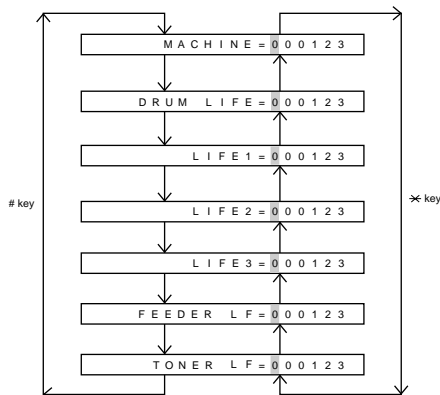 MACHINE=000123
DRUM LIFE=000123
LIFE1=000123
LIFE2=000123
# key
✳ key
LIFE3=000123
FEEDER LF=000123
TONER LF=000123